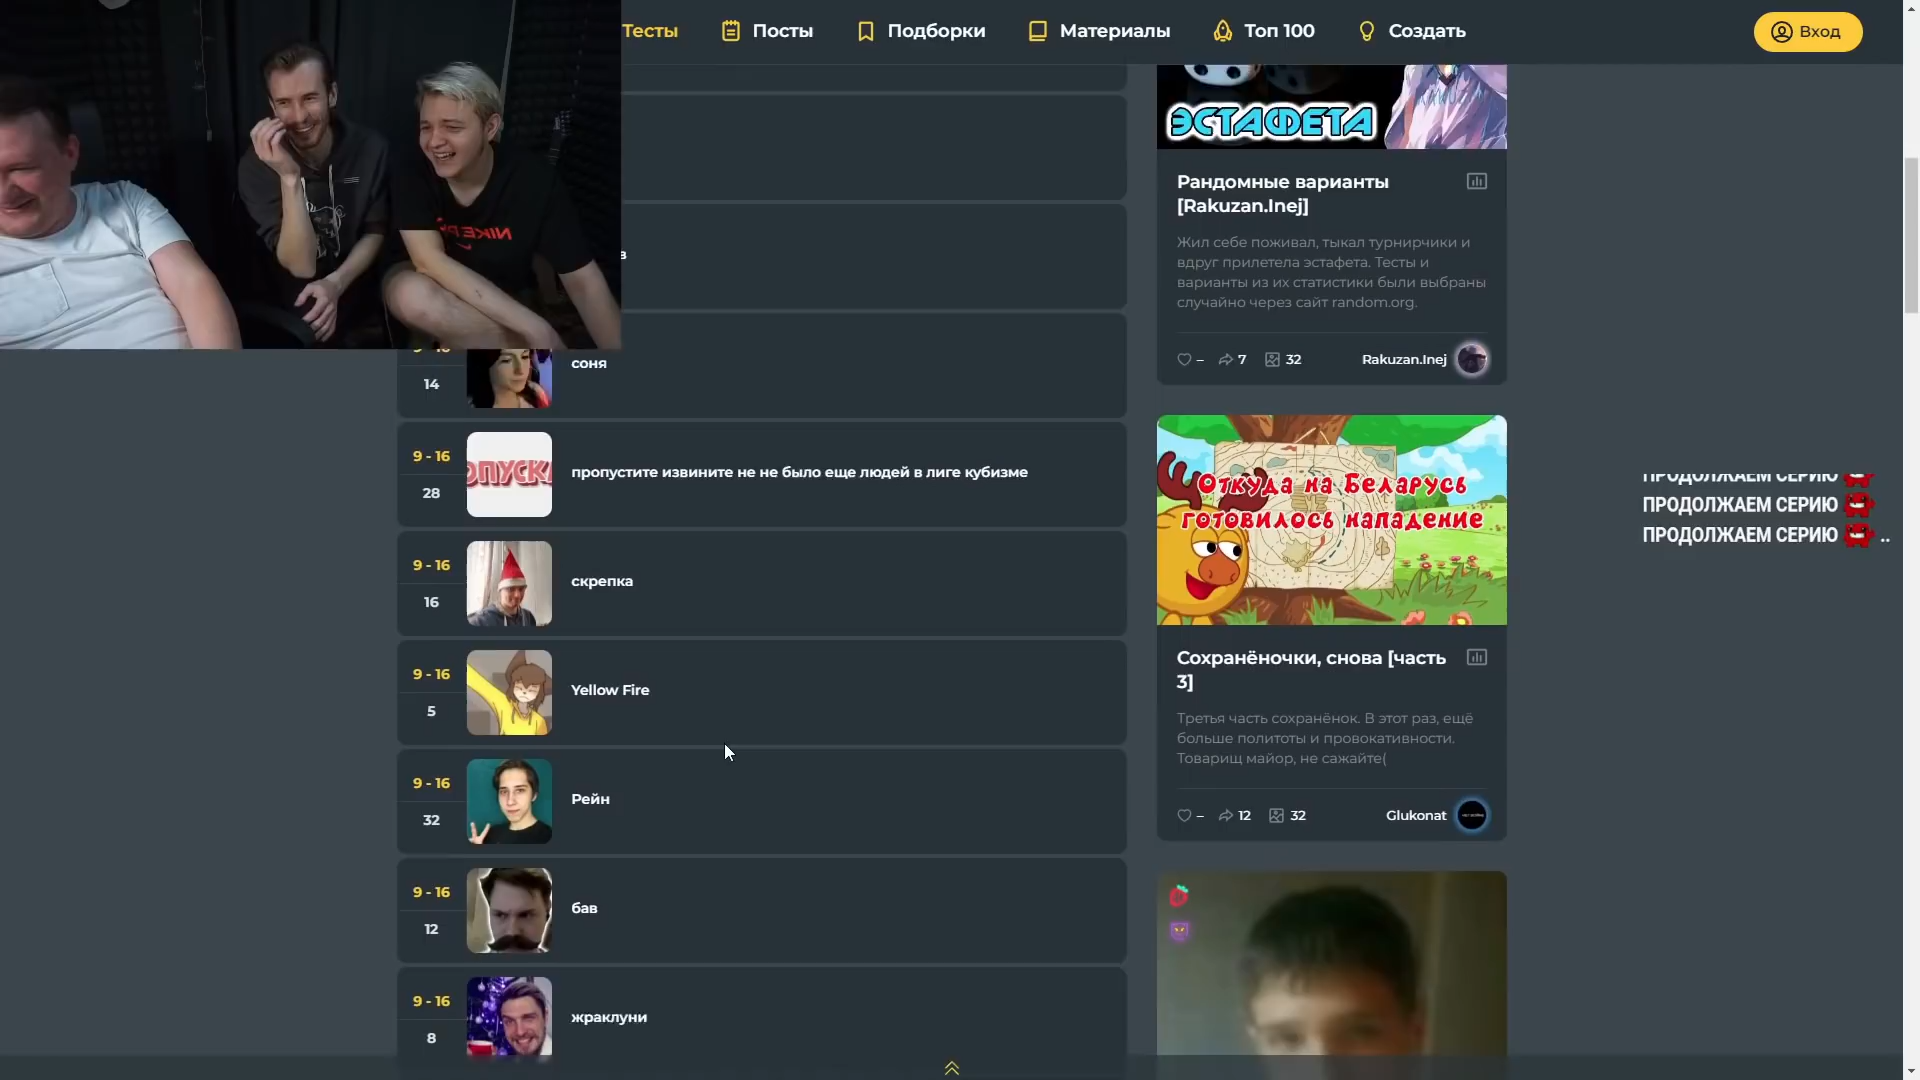 Тесты
Посты
Подборки
Материалы
Топ 100
Создать
Вход
в
соня
14
9 - 16
28
ОПУСК
пропустите извините не не было еще людей в лиге кубизме
9 - 16
16
скрепка
9 - 16
5
Yellow Fire
9 - 16
32
Рейн
9 - 16
12
бав
9 - 16
8
жраклуни
ЭСТАФЕТА
Рандомные варианты
[Rakuzan.Inej]
Жил себе поживал, тыкал турнирчики и
вдруг прилетела эстафета. Тесты и
варианты из их статистики были выбраны
случайно через сайт random.org.
– 7 32 Rakuzan.Inej
Откуда на Беларусь
готовилось нападение
Сохранёночки, снова [часть
3]
Третья часть сохранёнок. В этот раз, ещё
больше политоты и провокативности.
Товарищ майор, не сажайте(
– 12 32 Glukonat
ПРОДОЛЖАЕМ СЕРИЮ
ПРОДОЛЖАЕМ СЕРИЮ
ПРОДОЛЖАЕМ СЕРИЮ ..